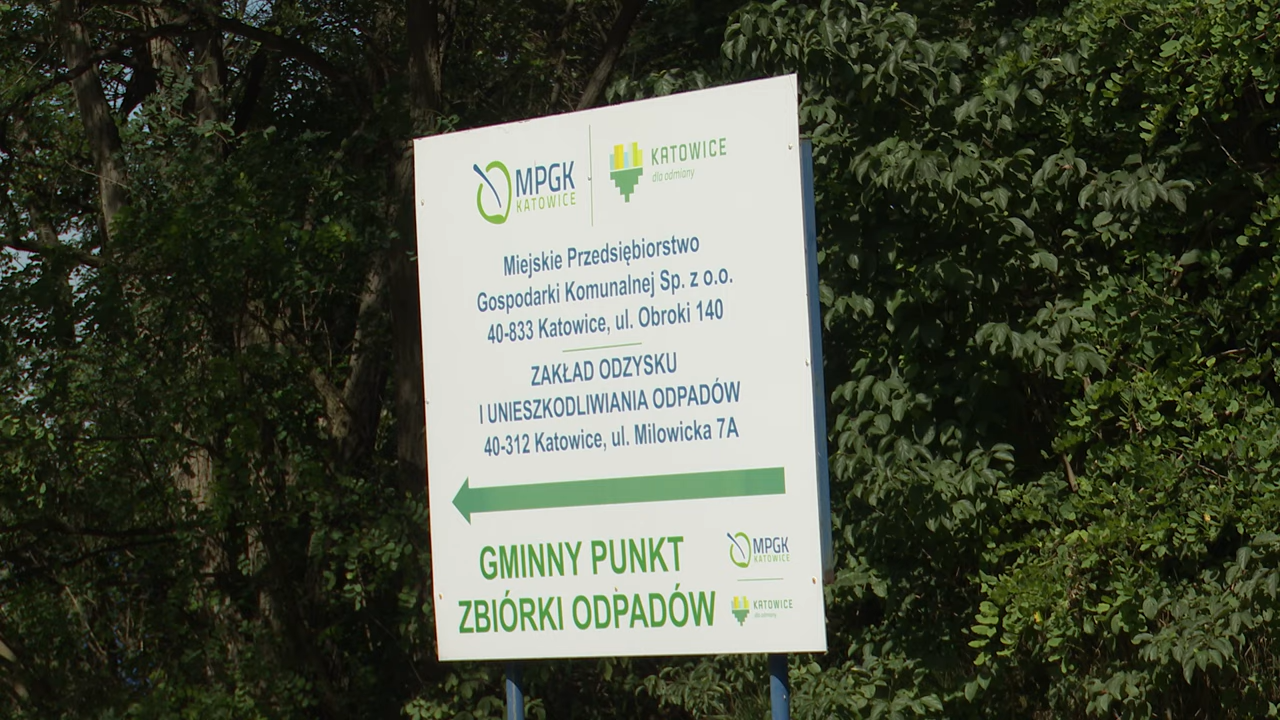 MPGK
KATOWICE
KATOWICE
dla odmiany
Miejskie Przedsiębiorstwo
Gospodarki Komunalnej Sp. z o.o.
40-833 Katowice, ul. Obroki 140
ZAKŁAD ODZYSKU
I UNIESZKODLIWIANIA ODPADÓW
40-312 Katowice, ul. Milowicka 7A
GMINNY PUNKT
ZBIÓRKI ODPADÓW
MPGK
KATOWICE
KATOWICE
dla odmiany